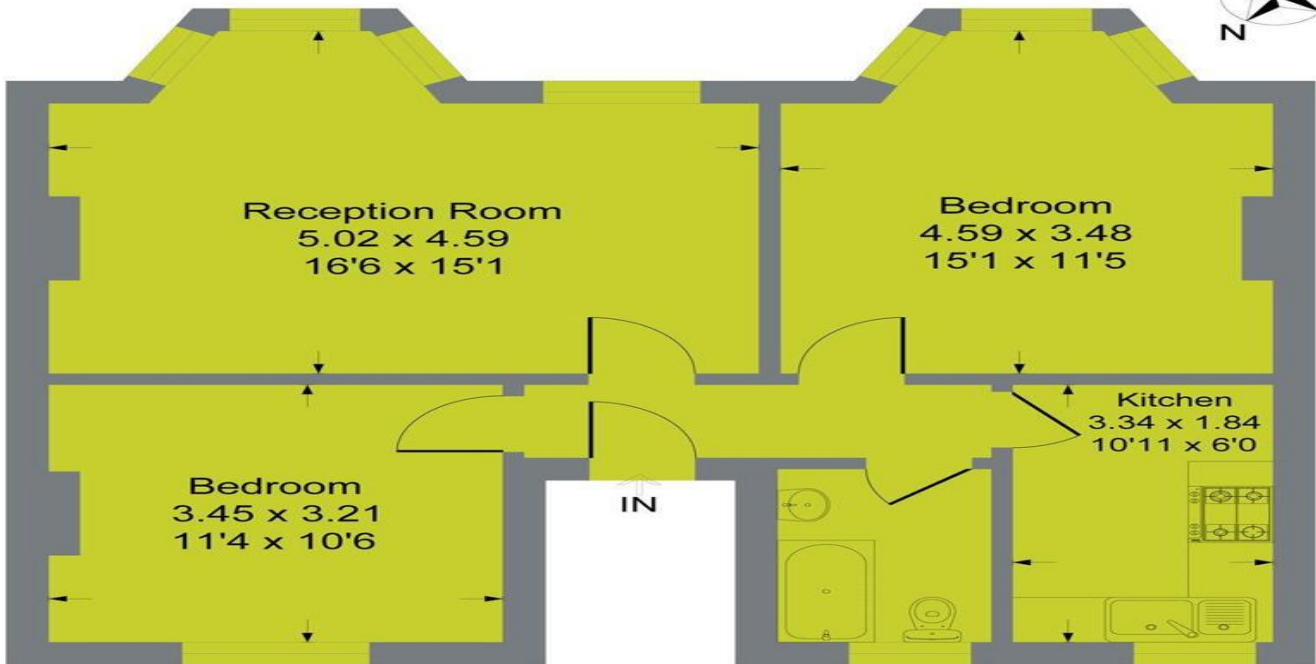 N
Reception Room
5.02 x 4.59
16'6 x 15'1
Bedroom
4.59 x 3.48
15'1 x 11'5
Kitchen
3.34 x 1.84
10'11 x 6'0
Bedroom
3.45 x 3.21
11'4 x 10'6
IN